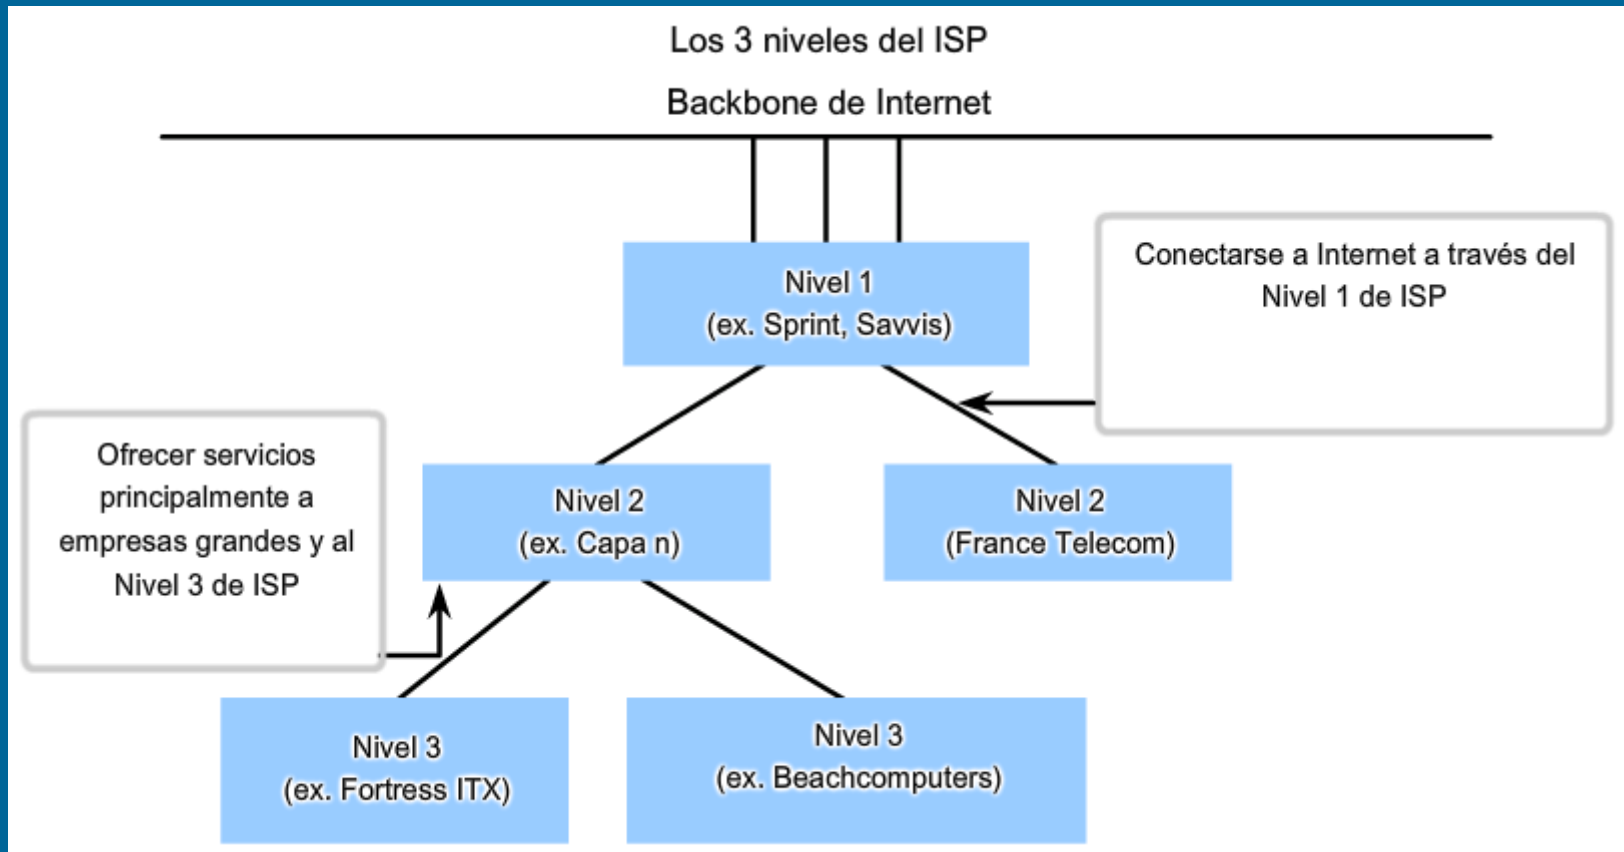 Los 3 niveles del ISP
Backbone de Internet
Nivel 1
(ex. Sprint, Savvis)
Conectarse a Internet a través del
Nivel 1 de ISP
Ofrecer servicios
principalmente a
empresas grandes y al
Nivel 3 de ISP
Nivel 2
(ex. Capa n)
Nivel 2
(France Telecom)
Nivel 3
(ex. Fortress ITX)
Nivel 3
(ex. Beachcomputers)